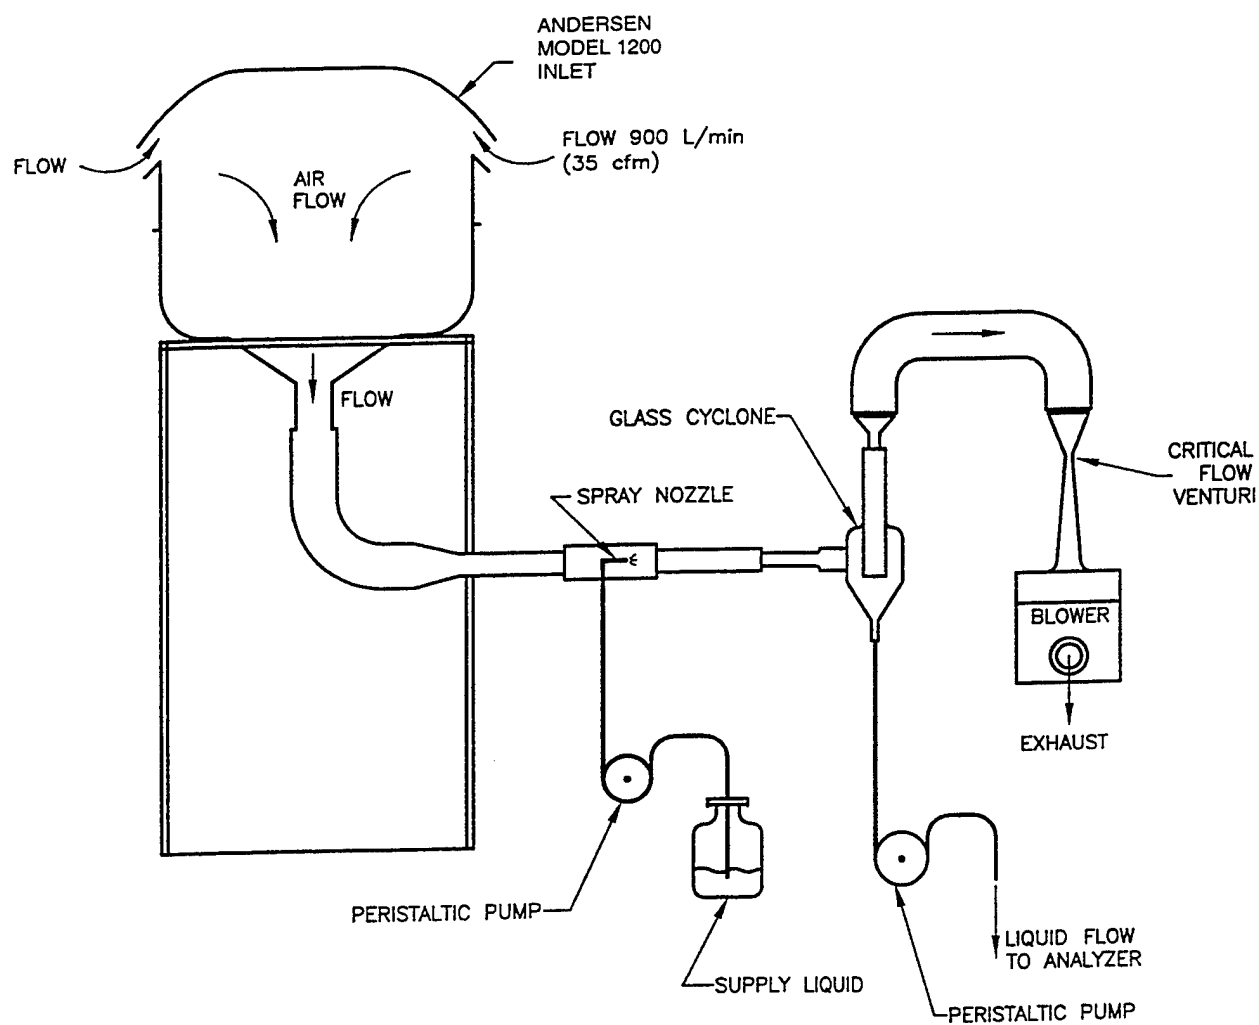 ANDERSEN
MODEL 1200
INLET
FLOW 900 L/min
(35 cfm)
FLOW
AIR
FLOW
FLOW
GLASS CYCLONE
SPRAY NOZZLE
CRITICAL
FLOW
VENTURI
BLOWER
EXHAUST
PERISTALTIC PUMP
SUPPLY LIQUID
LIQUID FLOW
TO ANALYZER
PERISTALTIC PUMP